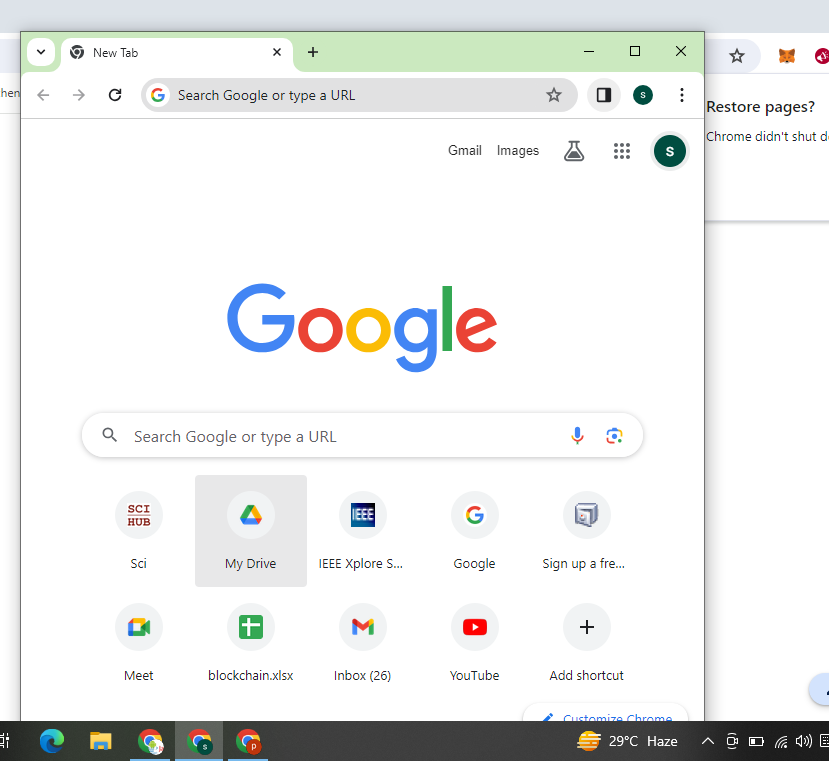 New Tab
hen
Search Google or type a URL
s
Restore pages?
Chrome didn't shut d
Gmail
Images
s
Google
Search Google or type a URL
SCI
HUB
IEEE
Sci
My Drive
IEEE Xplore S...
Google
Sign up a fre...
Meet
blockchain.xlsx
Inbox (26)
YouTube
Add shortcut
Customize Chrome
s
p
29°C Haze